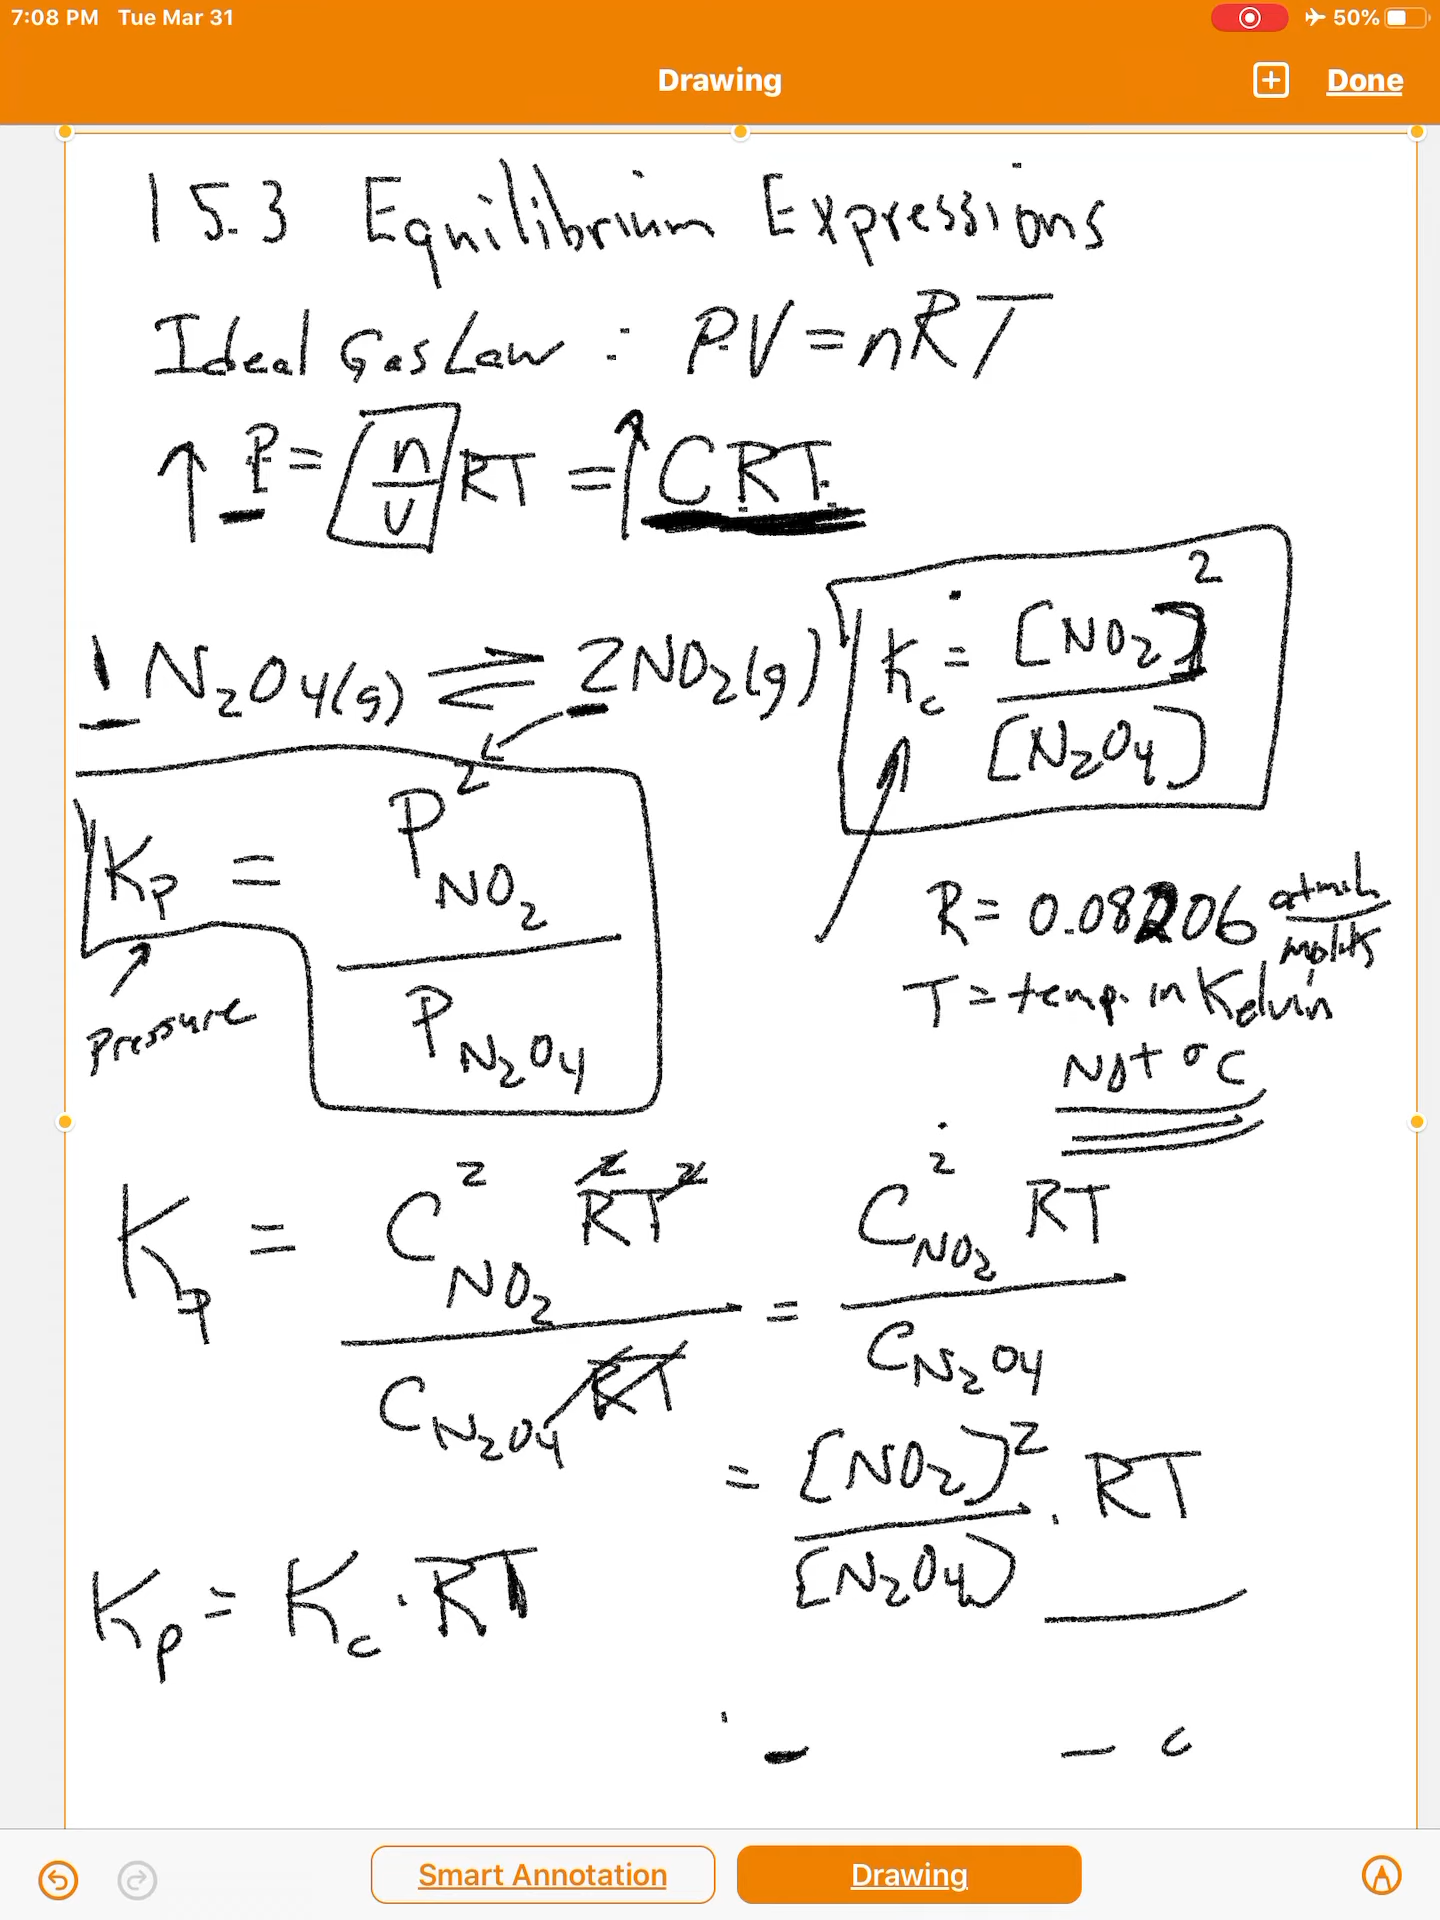 7:08 PM Tue Mar 31
50%
Drawing
Done
15.3 Equilibrium Expressions
Ideal Gas Law : PV = nRT
↑ P = n/V RT = ↑ CRT
1 N₂O₄(g) ⇌ 2NO₂(g)
Kc = [NO₂]² / [N₂O₄]
Kp = P²NO₂ / PN₂O₄
Pressure
R = 0.08206 atm·L / mol·K
T = temp. in Kelvin
Not °C
Kp = C²NO₂ R²T² / CN₂O₄ RT = C²NO₂ RT / CN₂O₄
= [NO₂]² / [N₂O₄] · RT
Kp = Kc · RT
Smart Annotation
Drawing